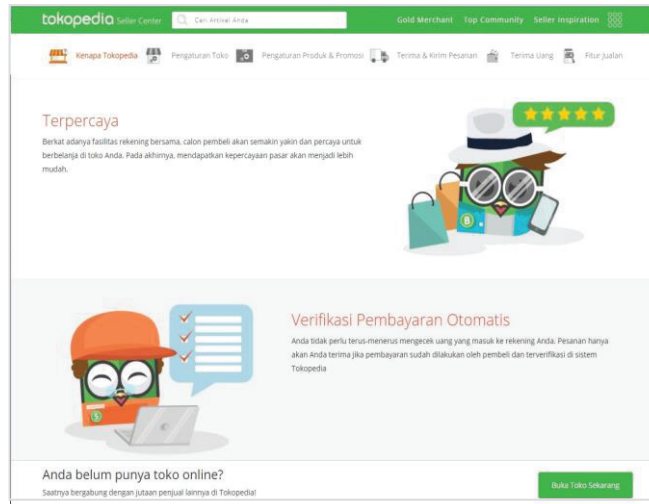 tokopedia Seller Center
Cari Artikel Anda
Gold Merchant Top Community Seller Inspiration
Kenapa Tokopedia Pengaturan Toko Pengaturan Produk & Promosi Terima & Kirim Pesanan Terima Uang Fitur Jualan
Terpercaya
Berkat adanya fasilitas rekening bersama, calon pembeli akan semakin yakin dan percaya untuk
berbelanja di toko Anda. Pada akhirnya, mendapatkan kepercayaan pasar akan menjadi lebih
mudah.
B
Verifikasi Pembayaran Otomatis
Anda tidak perlu terus-menerus mengecek uang yang masuk ke rekening Anda. Pesanan hanya
akan Anda terima jika pembayaran sudah dilakukan oleh pembeli dan terverifikasi di sistem
Tokopedia
S
Anda belum punya toko online?
Saatnya bergabung dengan jutaan penjual lainnya di Tokopedia!
Buka Toko Sekarang